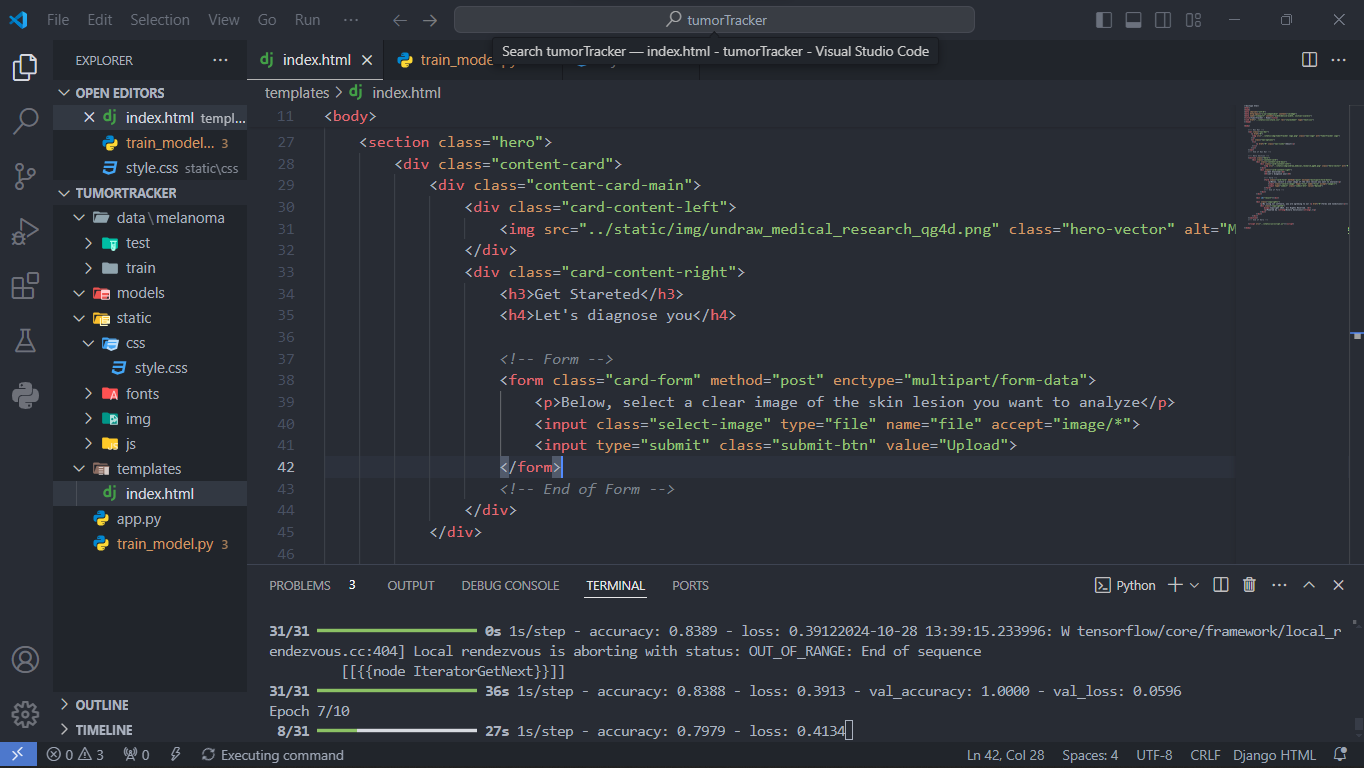 File Edit Selection View Go Run ··· tumorTracker
Search tumorTracker — index.html - tumorTracker - Visual Studio Code
EXPLORER ···
OPEN EDITORS
index.html templ...
train_model... 3
style.css static\css
TUMORTRACKER
data\melanoma
test
train
models
static
css
style.css
fonts
img
js
templates
index.html
app.py
train_model.py 3
OUTLINE
TIMELINE
index.html train_mode
templates > index.html
11 <body>
27 <section class="hero">
28 <div class="content-card">
29 <div class="content-card-main">
30 <div class="card-content-left">
31 <img src="../static/img/undraw_medical_research_qg4d.png" class="hero-vector" alt="M
32 </div>
33 <div class="card-content-right">
34 <h3>Get Stareted</h3>
35 <h4>Let's diagnose you</h4>
36
37 <!-- Form -->
38 <form class="card-form" method="post" enctype="multipart/form-data">
39 <p>Below, select a clear image of the skin lesion you want to analyze</p>
40 <input class="select-image" type="file" name="file" accept="image/*">
41 <input type="submit" class="submit-btn" value="Upload">
42 </form>
43 <!-- End of Form -->
44 </div>
45 </div>
46
PROBLEMS 3 OUTPUT DEBUG CONSOLE TERMINAL PORTS Python
31/31 0s 1s/step - accuracy: 0.8389 - loss: 0.39122024-10-28 13:39:15.233996: W tensorflow/core/framework/local_r
endezvous.cc:404] Local rendezvous is aborting with status: OUT_OF_RANGE: End of sequence
[[{{node IteratorGetNext}}]]
31/31 36s 1s/step - accuracy: 0.8388 - loss: 0.3913 - val_accuracy: 1.0000 - val_loss: 0.0596
Epoch 7/10
8/31 27s 1s/step - accuracy: 0.7979 - loss: 0.4134
0 3 0 Executing command Ln 42, Col 28 Spaces: 4 UTF-8 CRLF Django HTML